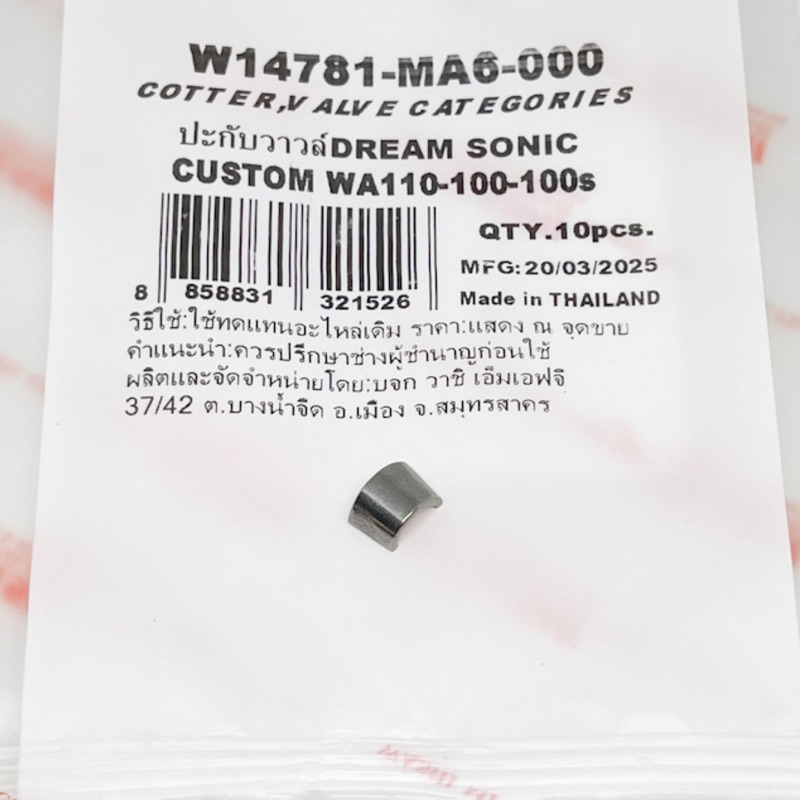 W14781-MA6-000
COTTER,VALVE CATEGORIES
ปะกับวาวล์DREAM SONIC
CUSTOM WA110-100-100s
QTY.10pcs.
MFG:20/03/2025
8 858831 321526
Made in THAILAND
วิธีใช้:ใช้ทดแทนอะไหล่เดิม ราคา:แสดง ณ จุดขาย
คำแนะนำ:ควรปรึกษาช่างผู้ชำนาญก่อนใช้
ผลิตและจัดจำหน่ายโดย:บจก วาชิ เอ็มเอฟจี
37/42 ต.บางน้ำจืด อ.เมือง จ.สมุทรสาคร